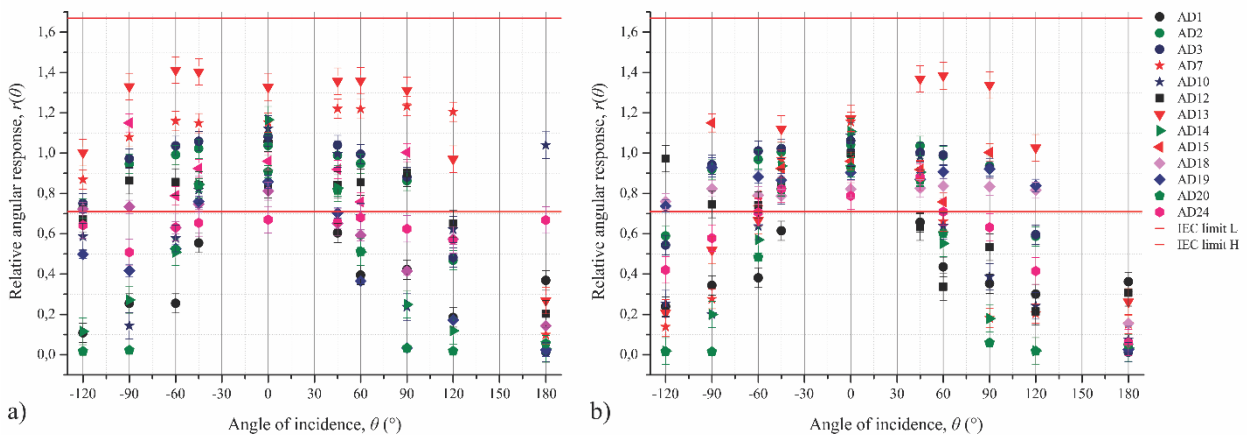 1,6
1,4
1,2
1,0
0,8
0,6
0,4
0,2
0,0
Relative angular response, r(θ)
-120 -90 -60 -30 0 30 60 90 120 150 180
Angle of incidence, θ (°)
a)
1,6
1,4
1,2
1,0
0,8
0,6
0,4
0,2
0,0
Relative angular response, r(θ)
-120 -90 -60 -30 0 30 60 90 120 150 180
Angle of incidence, θ (°)
b)
AD1
AD2
AD3
AD7
AD10
AD12
AD13
AD14
AD15
AD18
AD19
AD20
AD24
IEC limit L
IEC limit H